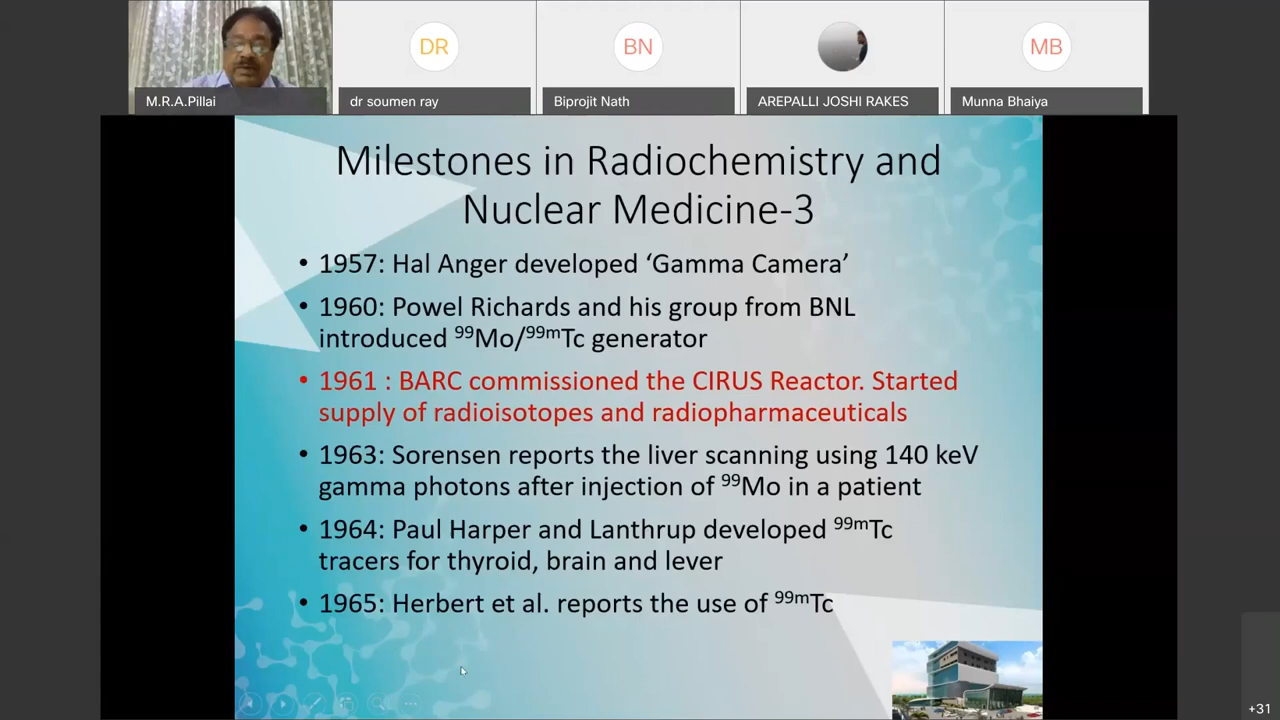 DR
BN
MB
M.R.A.Pillai
dr soumen ray
Biprojit Nath
AREPALLI JOSHI RAKES
Munna Bhaiya
Milestones in Radiochemistry and
Nuclear Medicine-3
• 1957: Hal Anger developed ‘Gamma Camera’
• 1960: Powel Richards and his group from BNL
introduced ⁹⁹Mo/⁹⁹ᵐTc generator
• 1961 : BARC commissioned the CIRUS Reactor. Started
supply of radioisotopes and radiopharmaceuticals
• 1963: Sorensen reports the liver scanning using 140 keV
gamma photons after injection of ⁹⁹Mo in a patient
• 1964: Paul Harper and Lanthrup developed ⁹⁹ᵐTc
tracers for thyroid, brain and lever
• 1965: Herbert et al. reports the use of ⁹⁹ᵐTc
+31